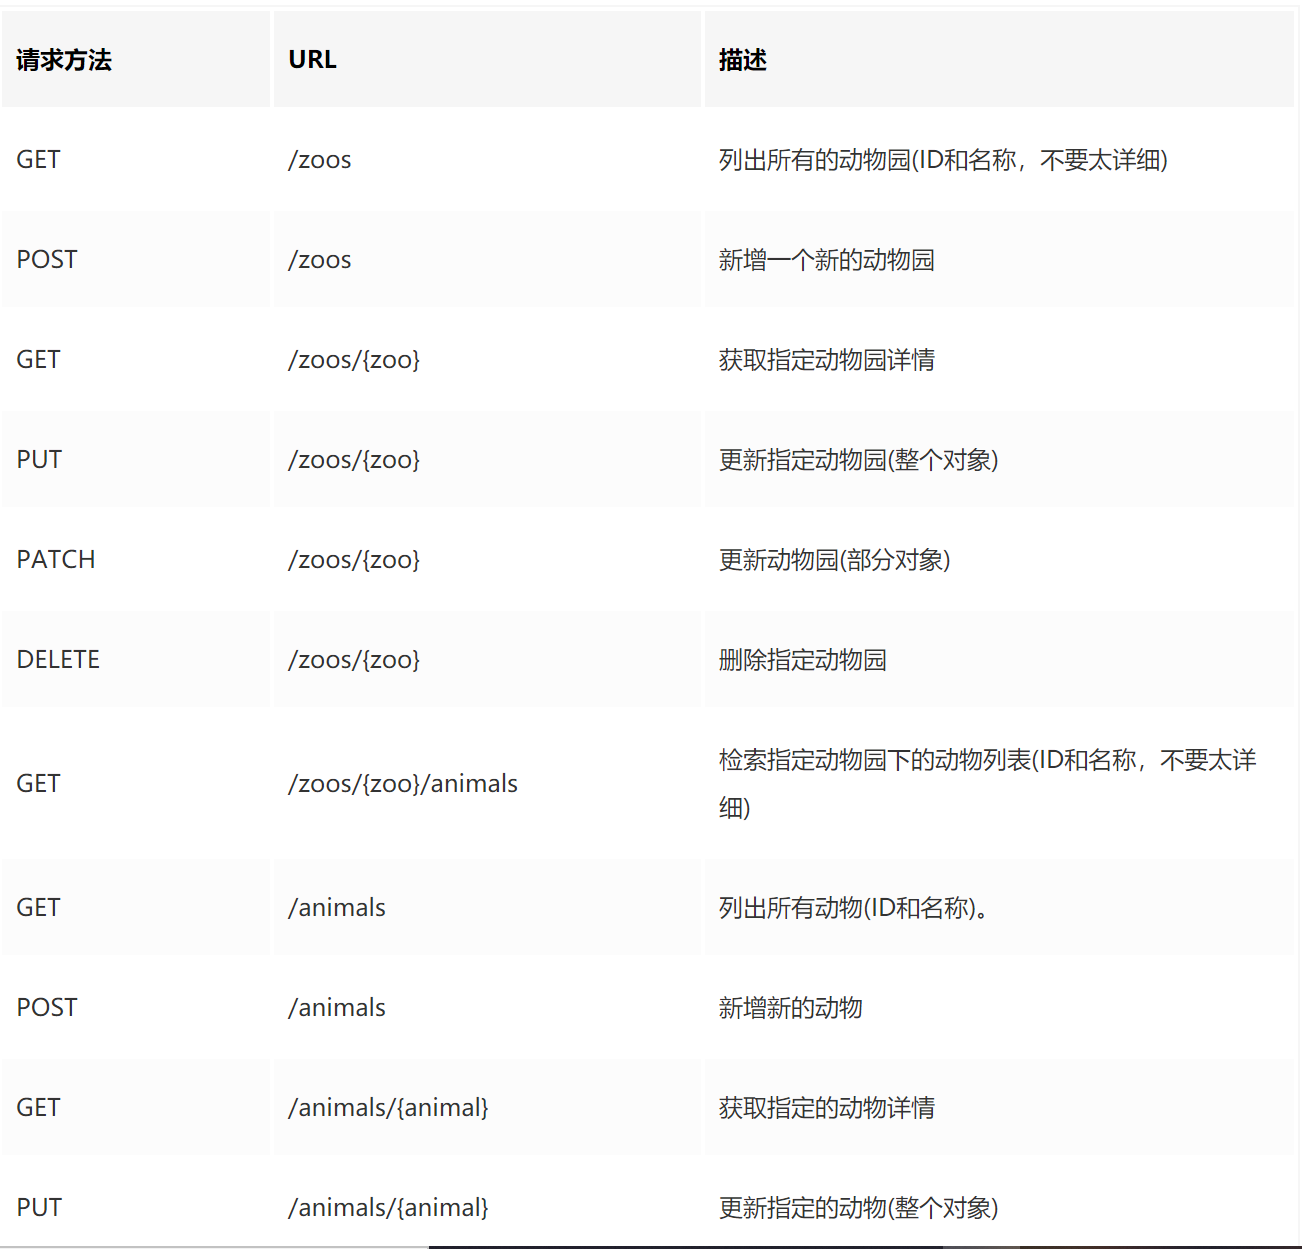 请求方法 URL 描述
GET /zoos 列出所有的动物园(ID和名称，不要太详细)
POST /zoos 新增一个新的动物园
GET /zoos/{zoo} 获取指定动物园详情
PUT /zoos/{zoo} 更新指定动物园(整个对象)
PATCH /zoos/{zoo} 更新动物园(部分对象)
DELETE /zoos/{zoo} 删除指定动物园
GET /zoos/{zoo}/animals 检索指定动物园下的动物列表(ID和名称，不要太详
细)
GET /animals 列出所有动物(ID和名称)。
POST /animals 新增新的动物
GET /animals/{animal} 获取指定的动物详情
PUT /animals/{animal} 更新指定的动物(整个对象)